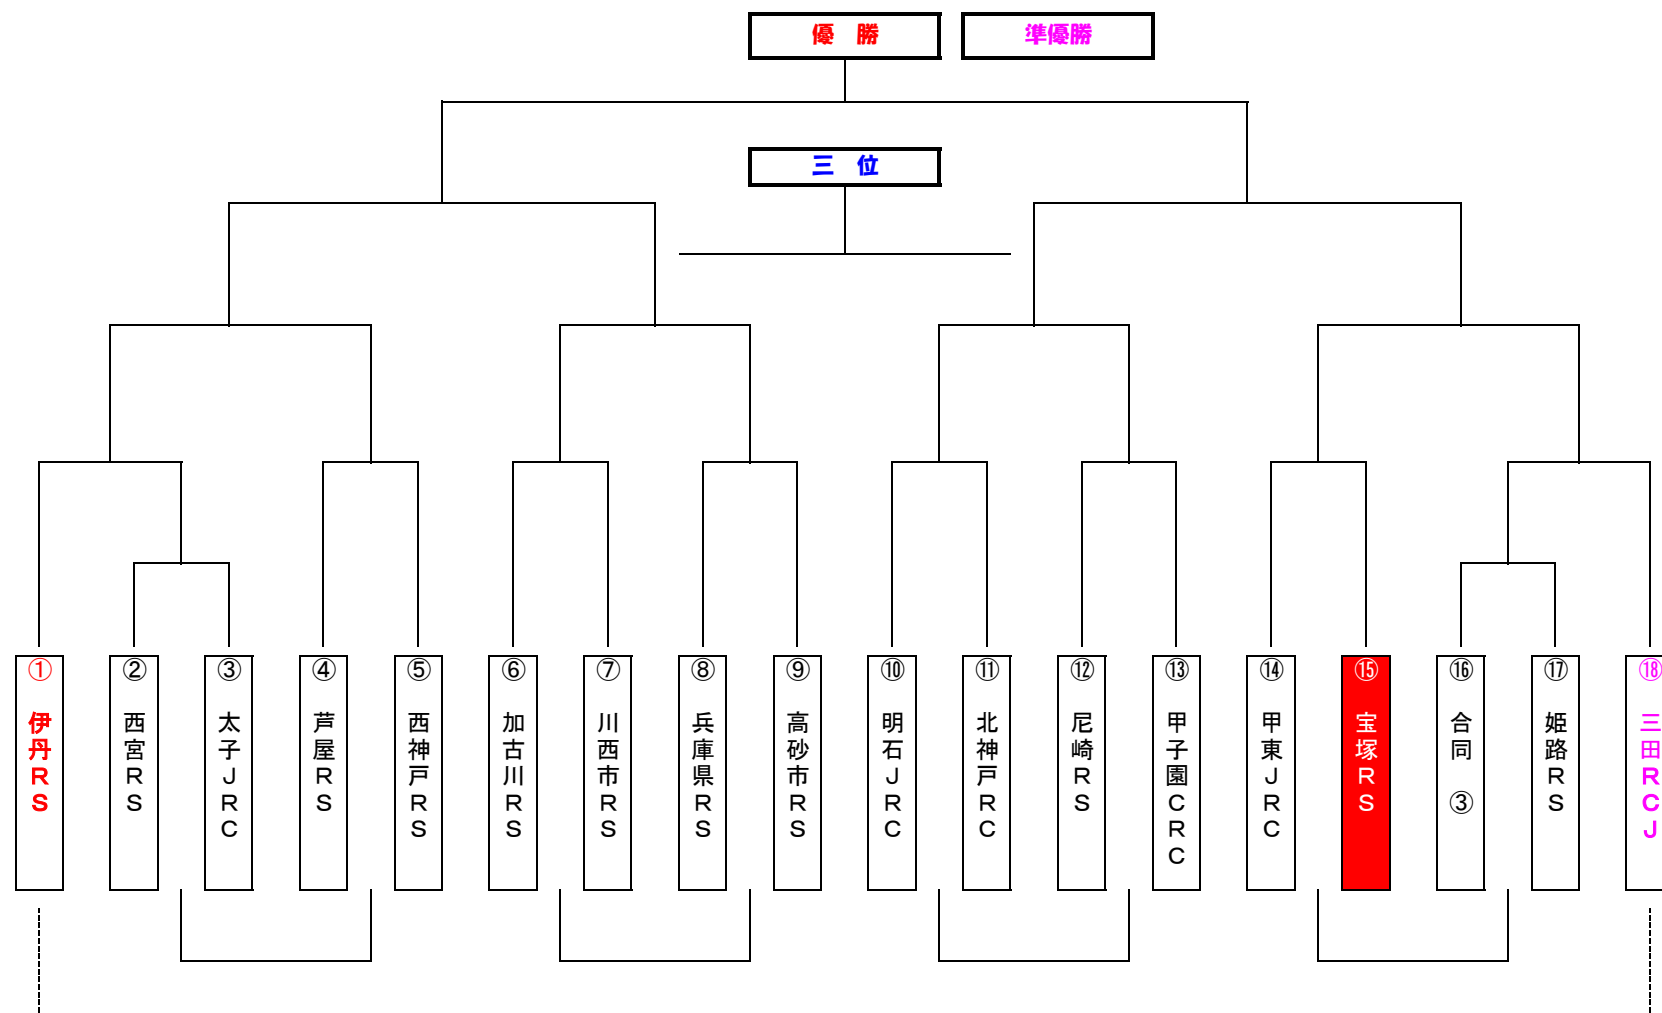 優　勝
準優勝
三　位
① 伊丹ＲＳ
② 西宮ＲＳ
③ 太子ＪＲＣ
④ 芦屋ＲＳ
⑤ 西神戸ＲＳ
⑥ 加古川ＲＳ
⑦ 川西市ＲＳ
⑧ 兵庫県ＲＳ
⑨ 高砂市ＲＳ
⑩ 明石ＪＲＣ
⑪ 北神戸ＲＣ
⑫ 尼崎ＲＳ
⑬ 甲子園ＣＲＣ
⑭ 甲東ＪＲＣ
⑮ 宝塚ＲＳ
⑯ 合同　③
⑰ 姫路ＲＳ
⑱ 三田ＲＣＪ